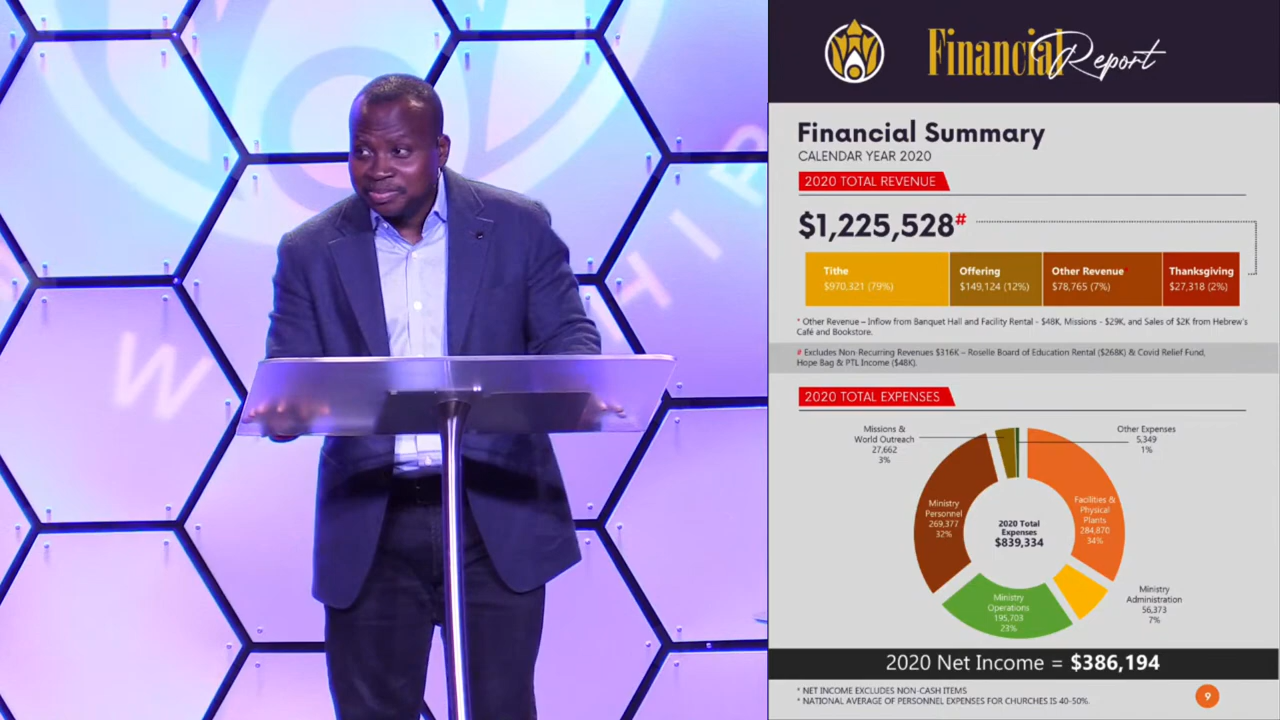 Financial Report
Financial Summary
CALENDAR YEAR 2020
2020 TOTAL REVENUE
$1,225,528#
Tithe
$970,321 (79%)
Offering
$149,124 (12%)
Other Revenue*
$78,765 (7%)
Thanksgiving
$27,318 (2%)
* Other Revenue – Inflow from Banquet Hall and Facility Rental - $48K, Missions - $29K, and Sales of $2K from Hebrew's
Café and Bookstore.
# Excludes Non-Recurring Revenues $316K – Roselle Board of Education Rental ($268K) & Covid Relief Fund,
Hope Bag & PTL Income ($48K).
2020 TOTAL EXPENSES
Missions &
World Outreach
27,662
3%
Other Expenses
5,349
1%
Ministry
Personnel
269,377
32%
Facilities &
Physical
Plants
284,870
34%
2020 Total
Expenses
$839,334
Ministry
Operations
195,703
23%
Ministry
Administration
56,373
7%
2020 Net Income = $386,194
* NET INCOME EXCLUDES NON-CASH ITEMS
* NATIONAL AVERAGE OF PERSONNEL EXPENSES FOR CHURCHES IS 40-50%.
9
W
T I P